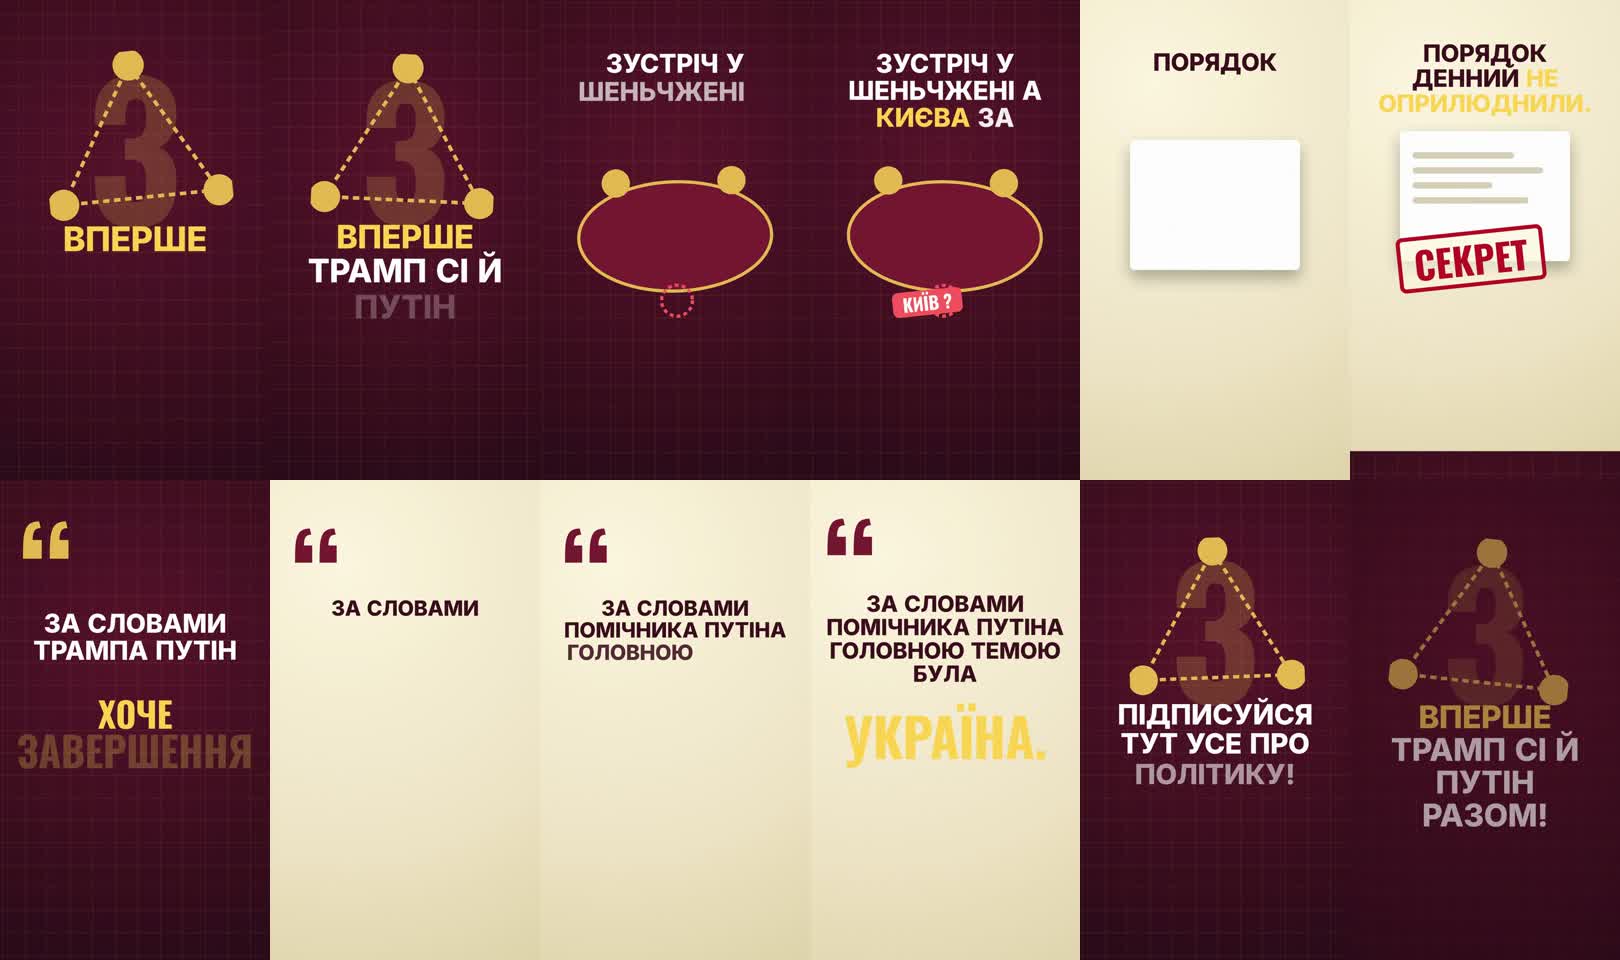 3
ВПЕРШЕ
3
ВПЕРШЕ
ТРАМП СІ Й
ПУТІН
ЗУСТРІЧ У
ШЕНЬЧЖЕНІ
ЗУСТРІЧ У
ШЕНЬЧЖЕНІ А
КИЄВА ЗА
КИЇВ ?
ПОРЯДОК
ПОРЯДОК
ДЕННИЙ НЕ
ОПРИЛЮДНИЛИ.
СЕКРЕТ
“
ЗА СЛОВАМИ
ТРАМПА ПУТІН
ХОЧЕ
ЗАВЕРШЕННЯ
“
ЗА СЛОВАМИ
“
ЗА СЛОВАМИ
ПОМІЧНИКА ПУТІНА
ГОЛОВНОЮ
“
ЗА СЛОВАМИ
ПОМІЧНИКА ПУТІНА
ГОЛОВНОЮ ТЕМОЮ
БУЛА
УКРАЇНА.
3
ПІДПИСУЙСЯ
ТУТ УСЕ ПРО
ПОЛІТИКУ!
3
ВПЕРШЕ
ТРАМП СІ Й
ПУТІН
РАЗОМ!